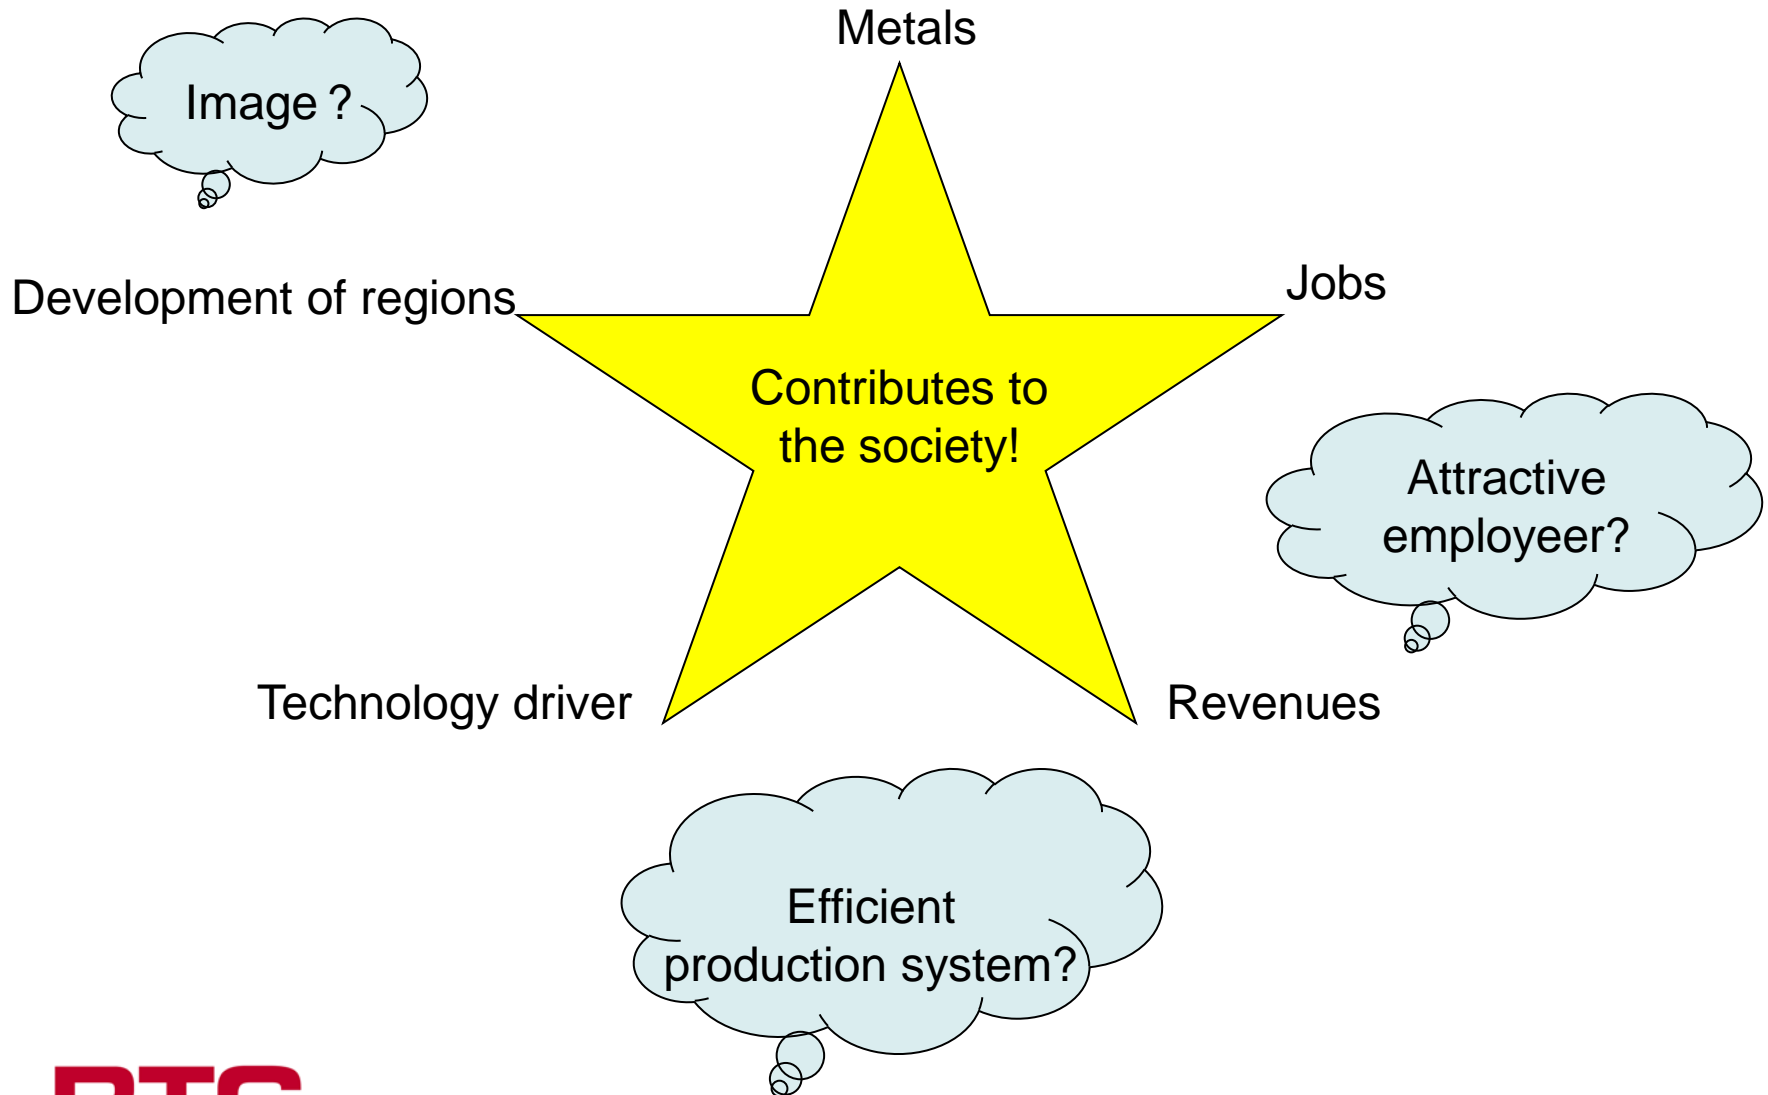 Metals
Image ?
Development of regions
Jobs
Contributes to
the society!
Attractive
employeer?
Technology driver
Revenues
Efficient
production system?